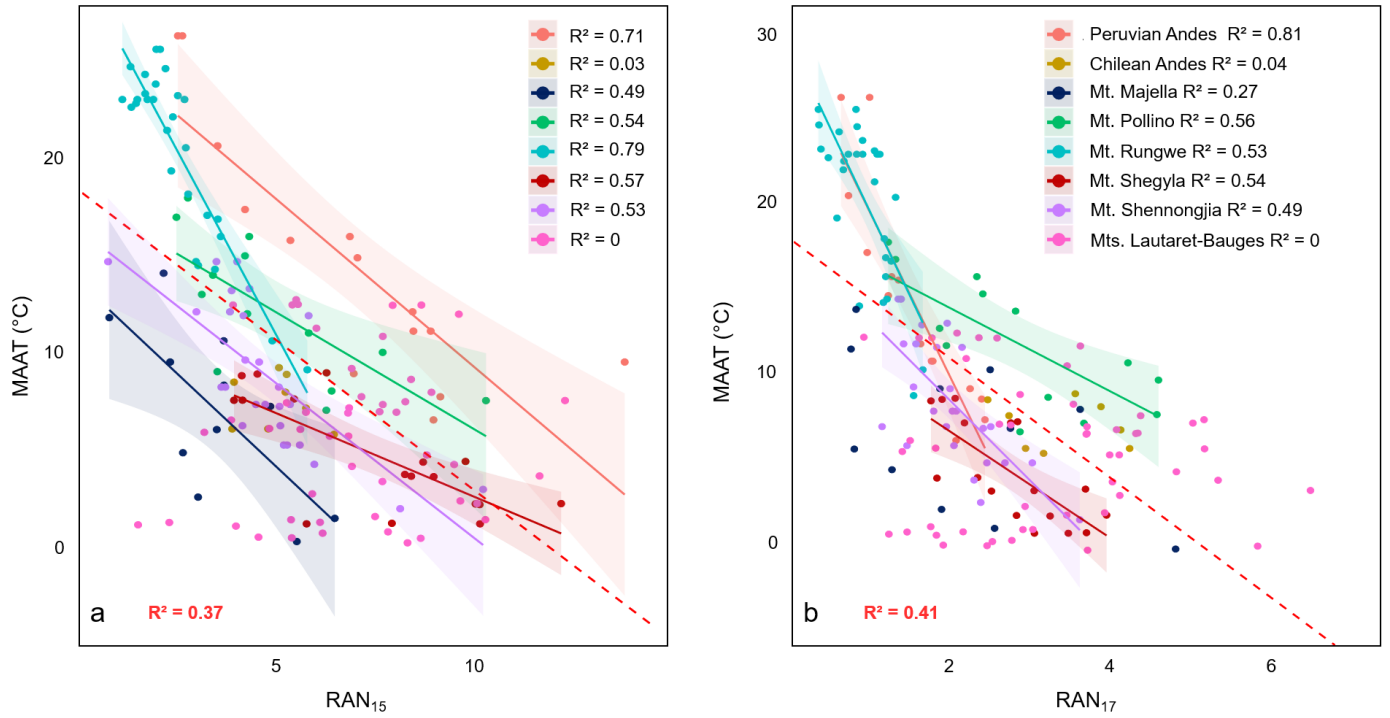 MAAT (°C)
20
10
0
5
10
RAN₁₅
a
R² = 0.37
R² = 0.71
R² = 0.03
R² = 0.49
R² = 0.54
R² = 0.79
R² = 0.57
R² = 0.53
R² = 0
MAAT (°C)
30
20
10
0
2
4
6
RAN₁₇
b
R² = 0.41
Peruvian Andes R² = 0.81
Chilean Andes R² = 0.04
Mt. Majella R² = 0.27
Mt. Pollino R² = 0.56
Mt. Rungwe R² = 0.53
Mt. Shegyla R² = 0.54
Mt. Shennongjia R² = 0.49
Mts. Lautaret-Bauges R² = 0